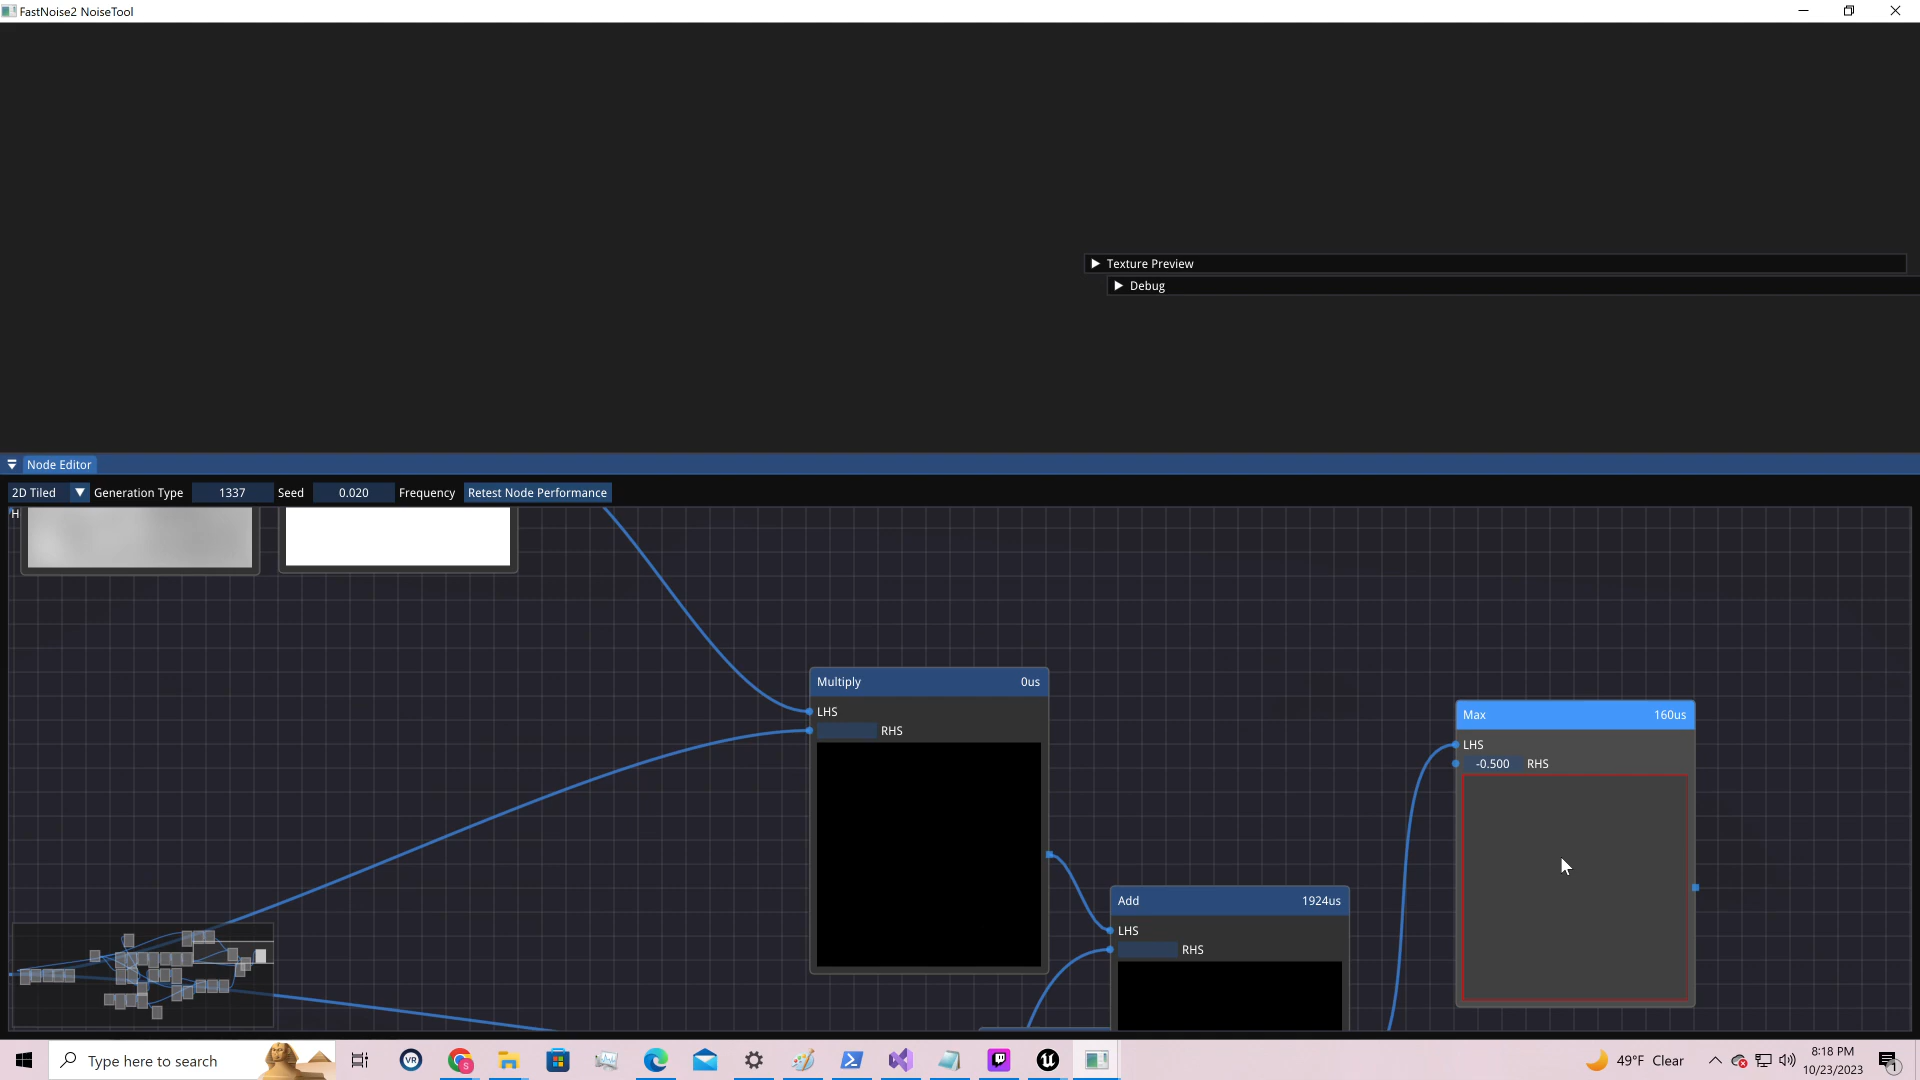 FastNoise2 NoiseTool
Texture Preview
Debug
Node Editor
2D Tiled Generation Type 1337 Seed 0.020 Frequency Retest Node Performance
H
Multiply 0us
LHS
RHS
Max 160us
LHS
-0.500 RHS
Add 1924us
LHS
RHS
Type here to search
VR
S
49°F Clear
8:18 PM
10/23/2023
1